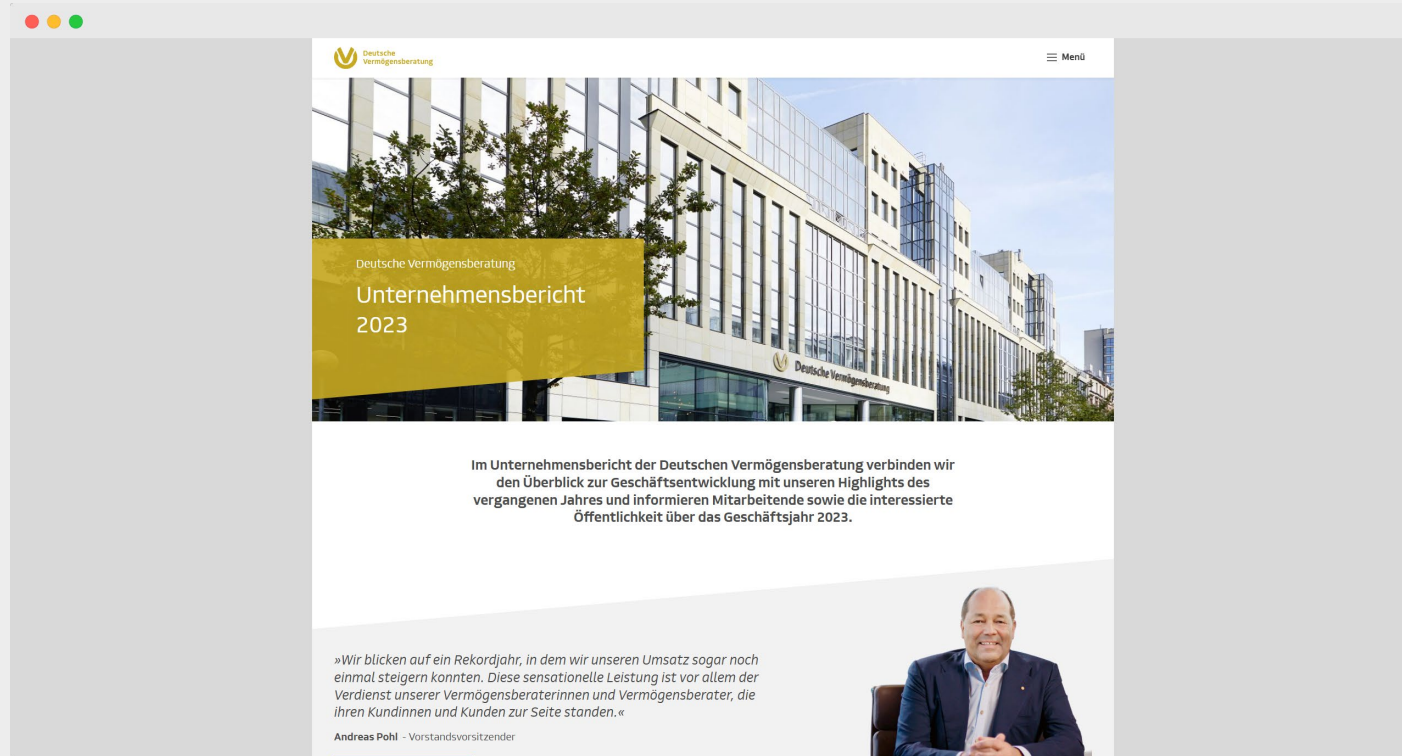 Deutsche
Vermögensberatung
Menü
Deutsche Vermögensberatung
Unternehmensbericht
2023
Deutsche Vermögensberatung
Im Unternehmensbericht der Deutschen Vermögensberatung verbinden wir
den Überblick zur Geschäftsentwicklung mit unseren Highlights des
vergangenen Jahres und informieren Mitarbeitende sowie die interessierte
Öffentlichkeit über das Geschäftsjahr 2023.
»Wir blicken auf ein Rekordjahr, in dem wir unseren Umsatz sogar noch
einmal steigern konnten. Diese sensationelle Leistung ist vor allem der
Verdienst unserer Vermögensberaterinnen und Vermögensberater, die
ihren Kundinnen und Kunden zur Seite standen.«
Andreas Pohl - Vorstandsvorsitzender